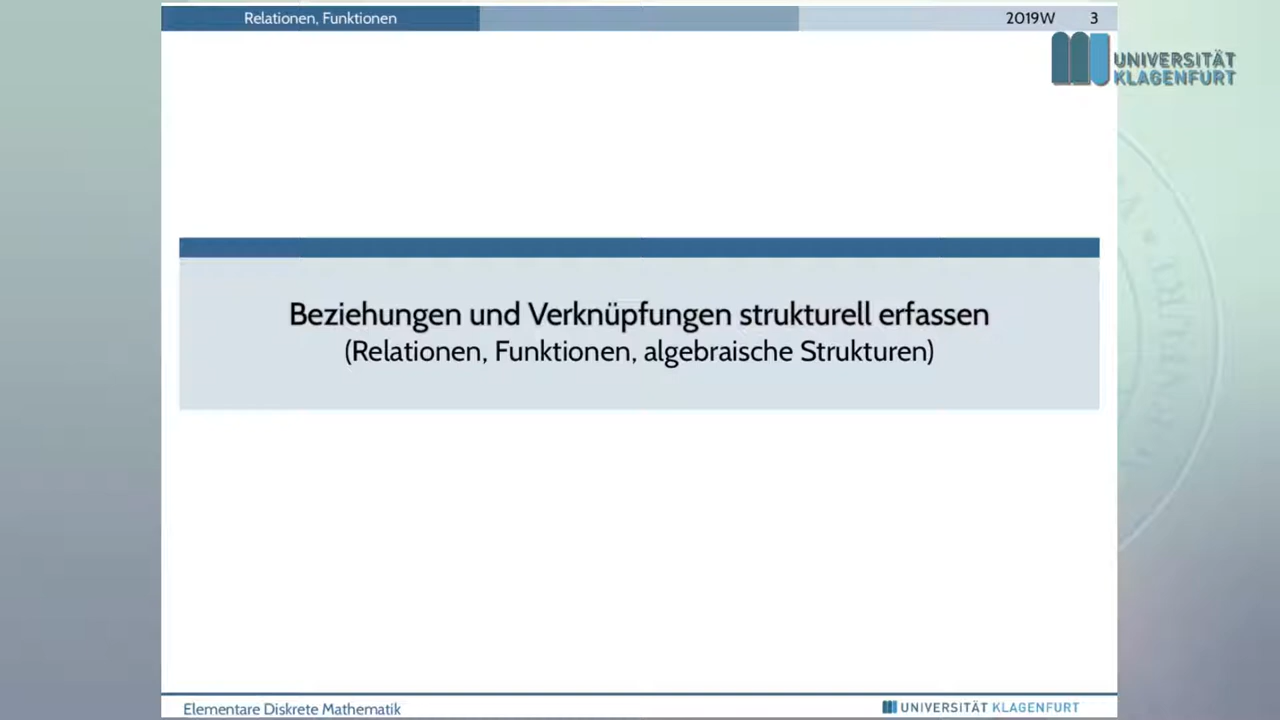 Relationen, Funktionen
2019W 3
UNIVERSITÄT
KLAGENFURT
Beziehungen und Verknüpfungen strukturell erfassen
(Relationen, Funktionen, algebraische Strukturen)
Elementare Diskrete Mathematik
UNIVERSITÄT KLAGENFURT